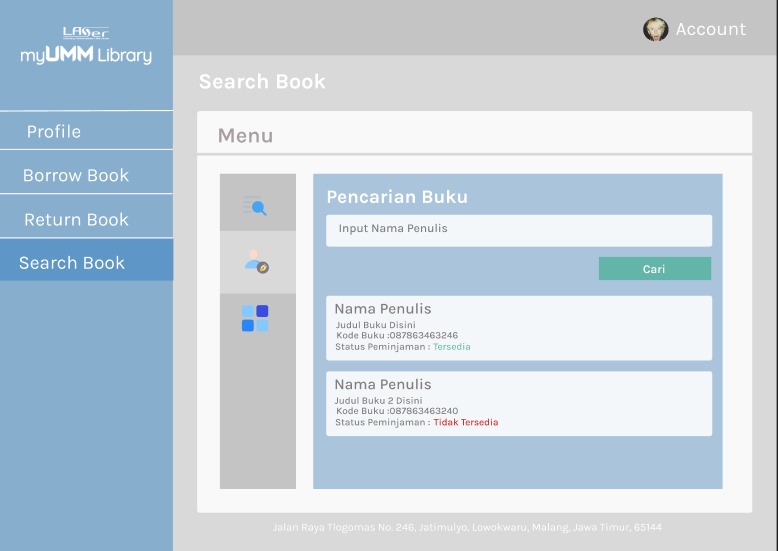 LASer
myUMM Library
Account
Search Book
Profile
Borrow Book
Return Book
Search Book
Menu
Pencarian Buku
Input Nama Penulis
Cari
Nama Penulis
Judul Buku Disini
Kode Buku :087863463246
Status Peminjaman : Tersedia
Nama Penulis
Judul Buku 2 Disini
Kode Buku :087863463240
Status Peminjaman : Tidak Tersedia
Jalan Raya Tlogomas No. 246, Jatimulyo, Lowokwaru, Malang, Jawa Timur, 65144